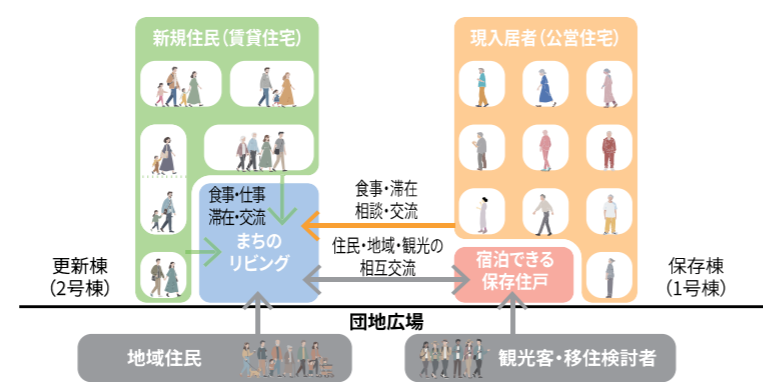 新規住民（賃貸住宅）
現入居者（公営住宅）
食事・仕事
滞在・交流
まちの
リビング
食事・滞在
相談・交流
住民・地域・観光の
相互交流
宿泊できる
保存住戸
更新棟
（2号棟）
保存棟
（1号棟）
団地広場
地域住民
観光客・移住検討者